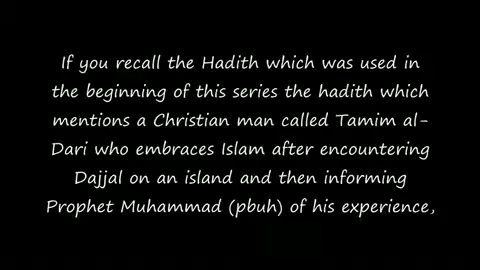 If you recall the Hadith which was used in
the beginning of this series the hadith which
mentions a Christian man called Tamim al-
Dari who embraces Islam after encountering
Dajjal on an island and then informing
Prophet Muhammad (pbuh) of his experience,